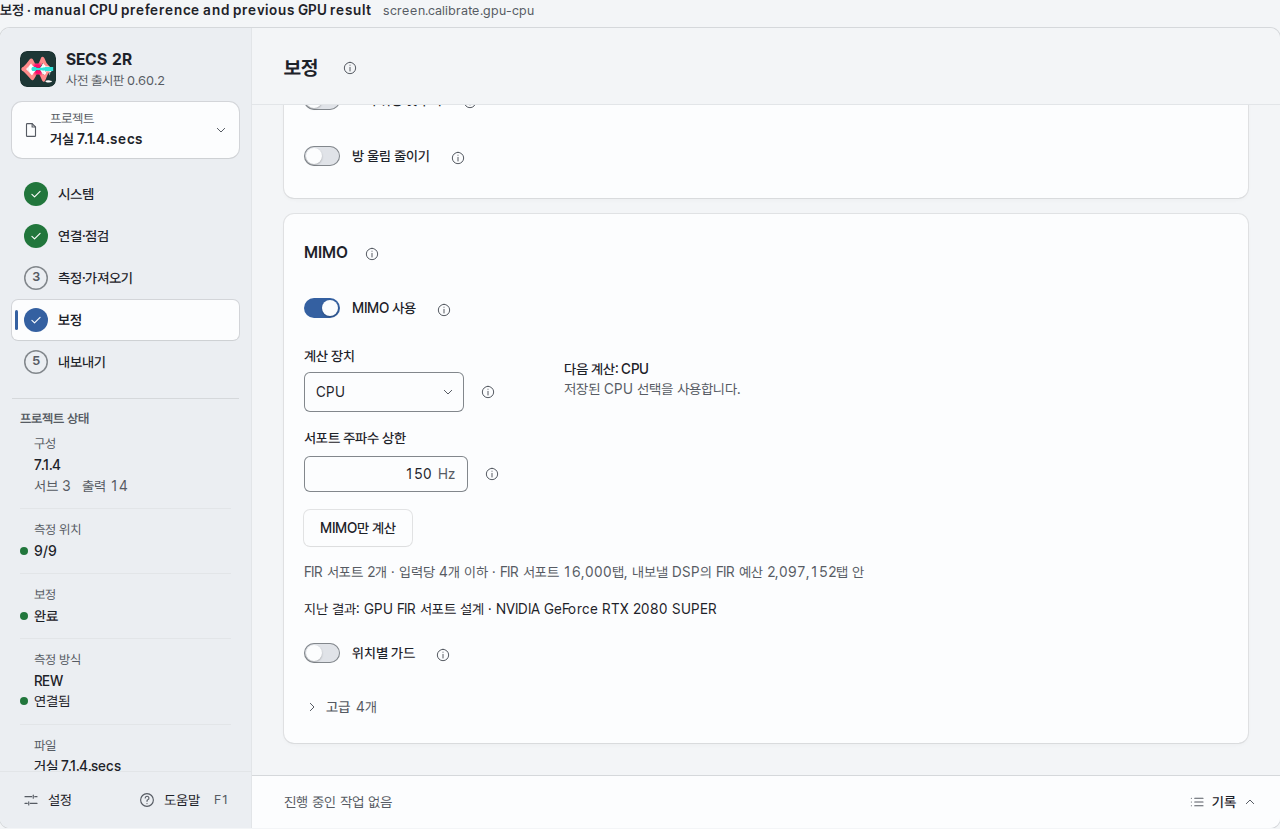 보정 · manual CPU preference and previous GPU result screen.calibrate.gpu-cpu
SECS 2R
사전 출시판 0.60.2
프로젝트
거실 7.1.4.secs
시스템
연결·점검
3 측정·가져오기
보정
5 내보내기
프로젝트 상태
구성
7.1.4
서브 3 출력 14
측정 위치
9/9
보정
완료
측정 방식
REW
연결됨
파일
거실 7.1.4.secs
설정
도움말 F1
보정
방 울림 줄이기
MIMO
MIMO 사용
계산 장치
CPU
다음 계산: CPU
저장된 CPU 선택을 사용합니다.
서포트 주파수 상한
150 Hz
MIMO만 계산
FIR 서포트 2개 · 입력당 4개 이하 · FIR 서포트 16,000탭, 내보낼 DSP의 FIR 예산 2,097,152탭 안
지난 결과: GPU FIR 서포트 설계 · NVIDIA GeForce RTX 2080 SUPER
위치별 가드
고급 4개
진행 중인 작업 없음
기록